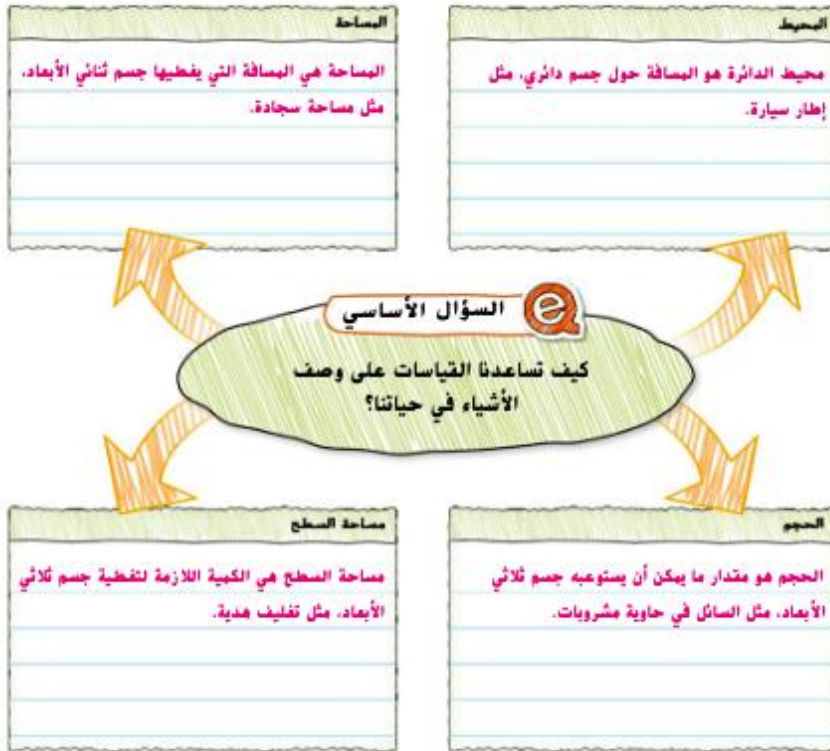 المحيط
محيط الدائرة هو المسافة حول جسم دائري، مثل
إطار سيارة.
المساحة
المساحة هي المسافة التي يغطيها جسم ثنائي الأبعاد،
مثل مساحة سجادة.
السؤال الأساسي
كيف تساعدنا القياسات على وصف
الأشياء في حياتنا؟
الحجم
الحجم هو مقدار ما يمكن أن يستوعبه جسم ثلاثي
الأبعاد، مثل السائل في حاوية مشروبات.
مساحة السطح
مساحة السطح هي الكمية اللازمة لتغطية جسم ثلاثي
الأبعاد، مثل تغليف هدية.